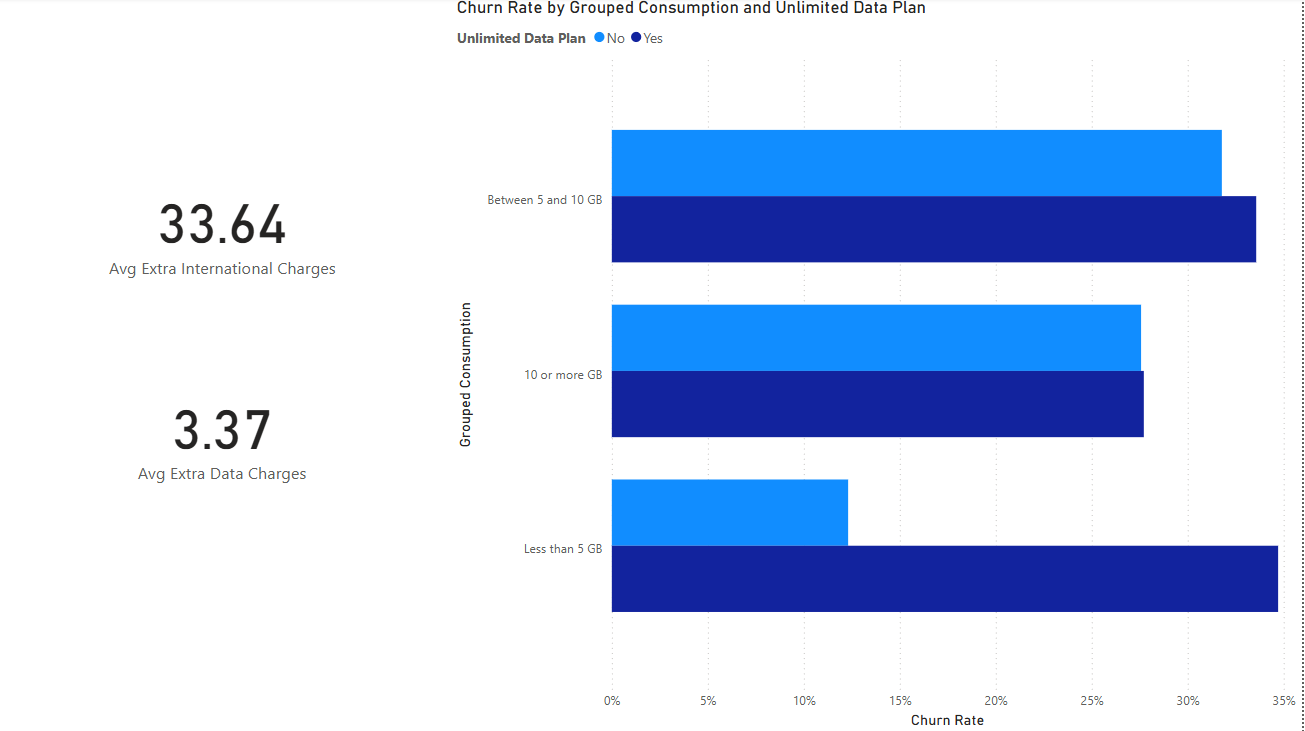 Churn Rate by Grouped Consumption and Unlimited Data Plan
Unlimited Data Plan No Yes
33.64
Avg Extra International Charges
3.37
Avg Extra Data Charges
Grouped Consumption
Between 5 and 10 GB
10 or more GB
Less than 5 GB
0% 5% 10% 15% 20% 25% 30% 35%
Churn Rate